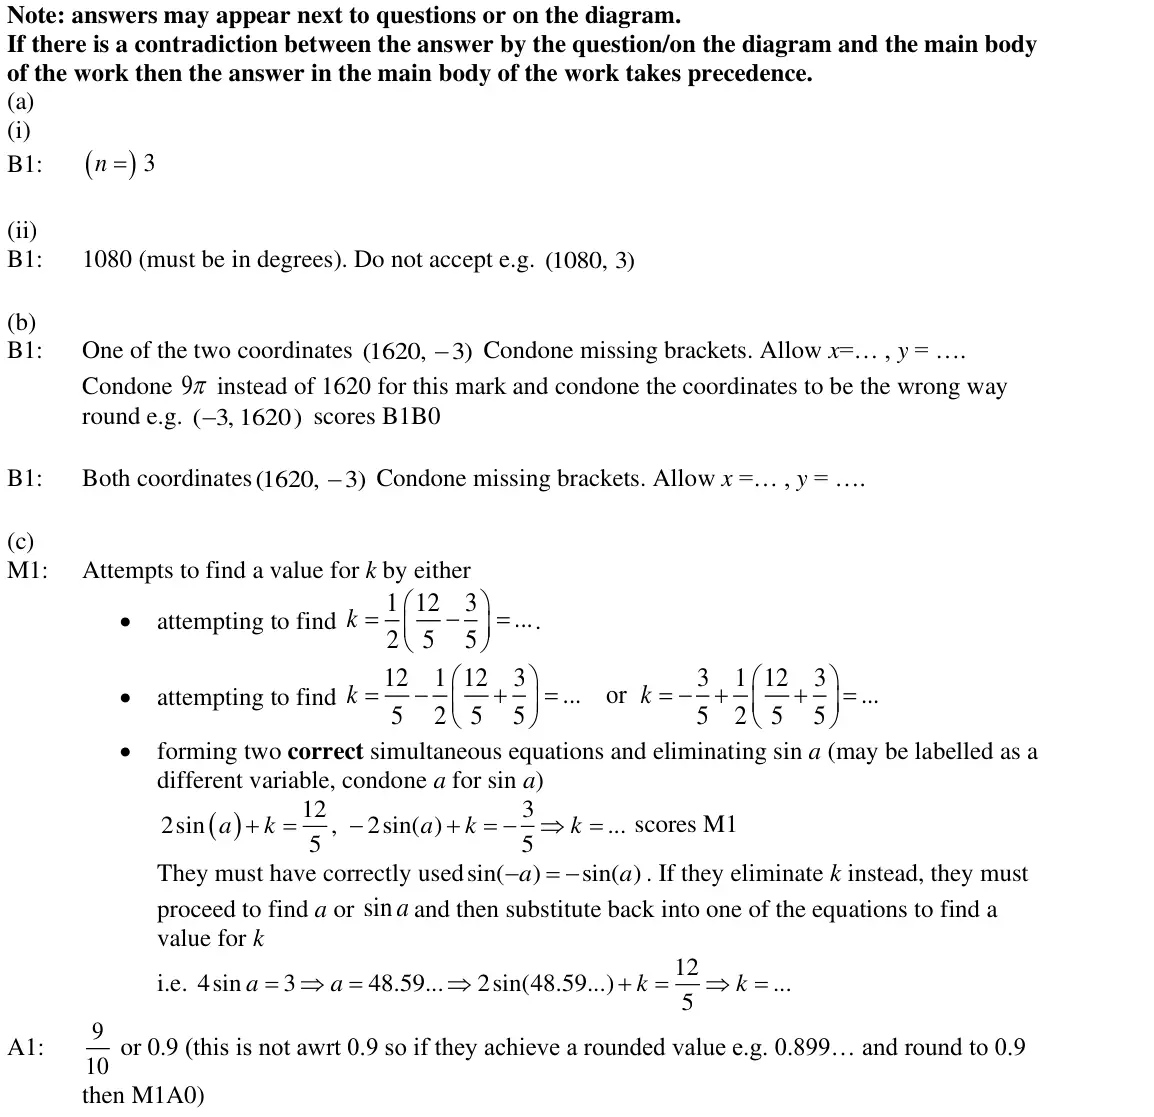 Note: answers may appear next to questions or on the diagram.
If there is a contradiction between the answer by the question/on the diagram and the main body
of the work then the answer in the main body of the work takes precedence.
(a)
(i)
B1: (n =) 3
(ii)
B1: 1080 (must be in degrees). Do not accept e.g. (1080, 3)
(b)
B1: One of the two coordinates (1620, −3) Condone missing brackets. Allow x=… , y = ….
Condone 9π instead of 1620 for this mark and condone the coordinates to be the wrong way
round e.g. (−3, 1620) scores B1B0
B1: Both coordinates (1620, −3) Condone missing brackets. Allow x =… , y = ….
(c)
M1: Attempts to find a value for k by either
• attempting to find k = 1/2 (12/5 − 3/5) = ... .
• attempting to find k = 12/5 − 1/2 (12/5 + 3/5) = ... or k = − 3/5 + 1/2 (12/5 + 3/5) = ...
• forming two correct simultaneous equations and eliminating sin a (may be labelled as a
different variable, condone a for sin a)
2sin(a) + k = 12/5, −2sin(a) + k = − 3/5 ⇒ k = ... scores M1
They must have correctly used sin(−a) = −sin(a). If they eliminate k instead, they must
proceed to find a or sin a and then substitute back into one of the equations to find a
value for k
i.e. 4sin a = 3 ⇒ a = 48.59... ⇒ 2sin(48.59...) + k = 12/5 ⇒ k = ...
A1: 9/10 or 0.9 (this is not awrt 0.9 so if they achieve a rounded value e.g. 0.899… and round to 0.9
then M1A0)